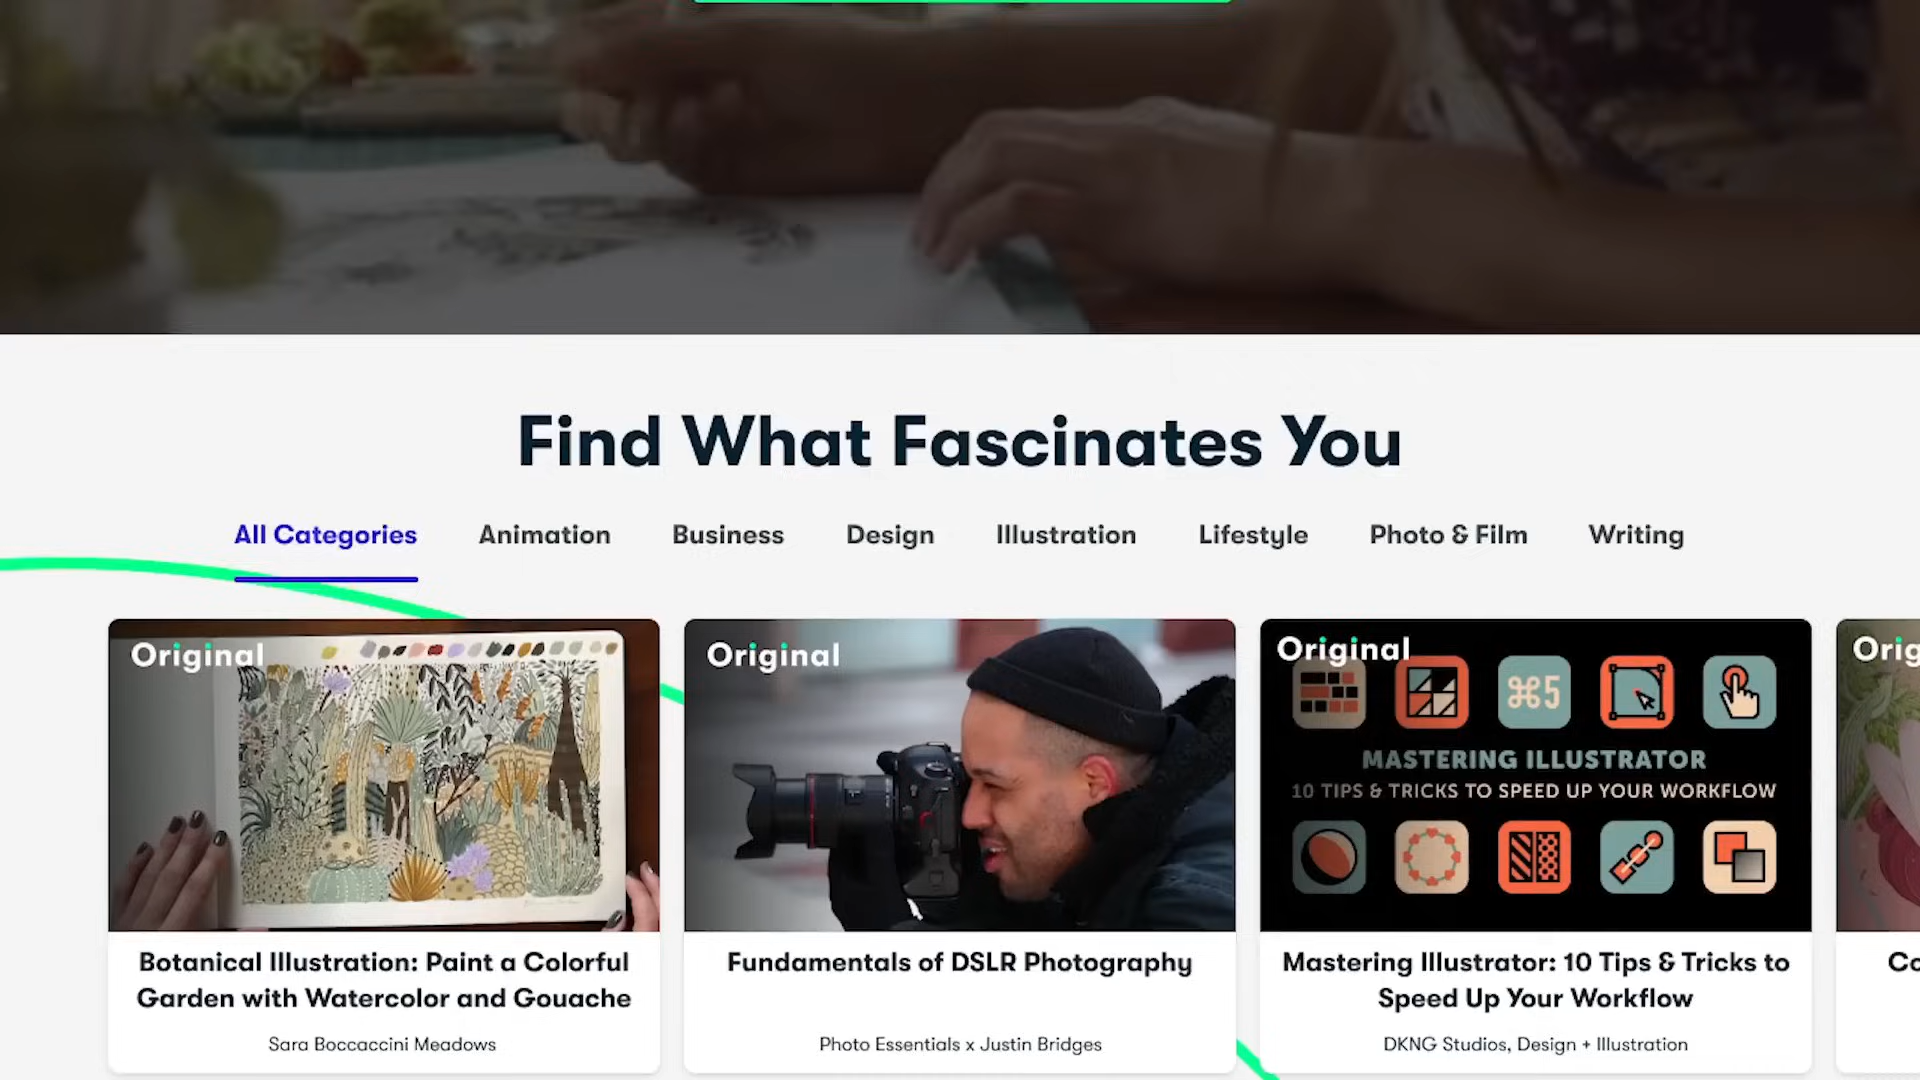 Find What Fascinates You
All Categories Animation Business Design Illustration Lifestyle Photo & Film Writing
Original
Original
Original
⌘5
MASTERING ILLUSTRATOR
10 TIPS & TRICKS TO SPEED UP YOUR WORKFLOW
Botanical Illustration: Paint a Colorful
Garden with Watercolor and Gouache
Sara Boccaccini Meadows
Fundamentals of DSLR Photography
Photo Essentials x Justin Bridges
Mastering Illustrator: 10 Tips & Tricks to
Speed Up Your Workflow
DKNG Studios, Design + Illustration